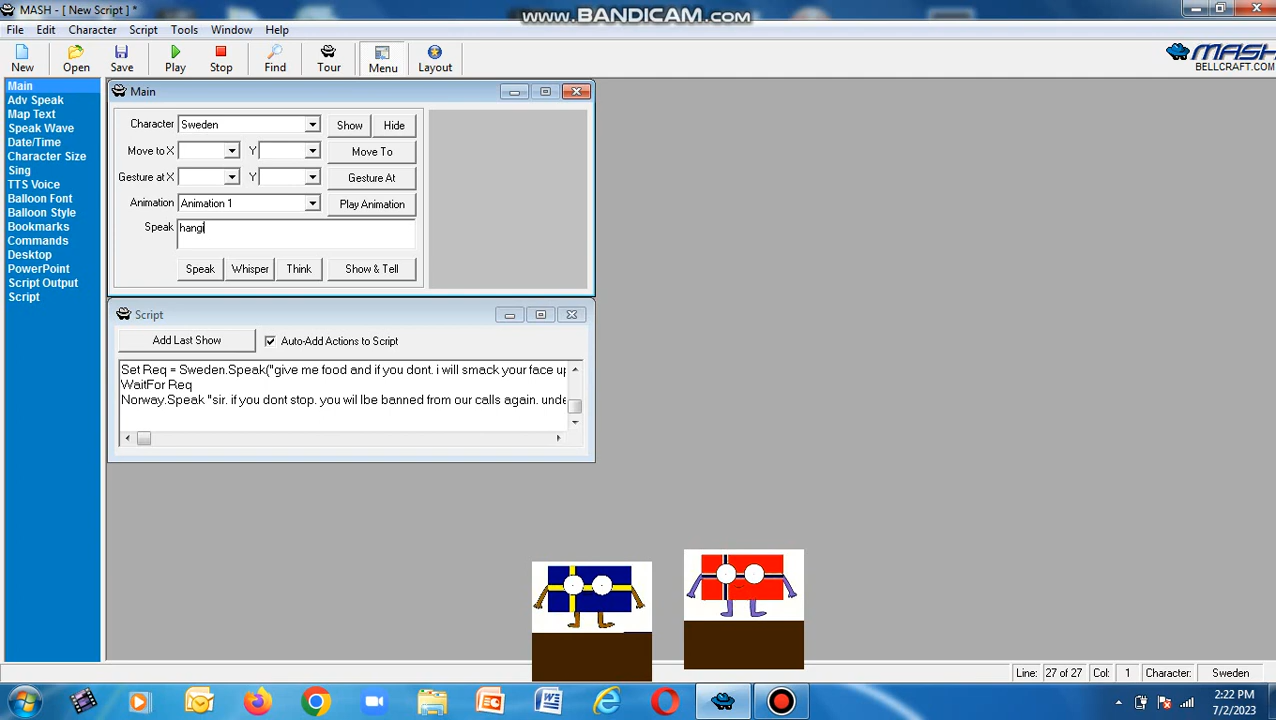 MASH - [ New Script ] *
www.BANDICAM.com
File Edit Character Script Tools Window Help
New Open Save Play Stop Find Tour Menu Layout
MASH
BELLCRAFT.COM
Main
Adv Speak
Map Text
Speak Wave
Date/Time
Character Size
Sing
TTS Voice
Balloon Font
Balloon Style
Bookmarks
Commands
Desktop
PowerPoint
Script Output
Script
Main
Character Sweden Show Hide
Move to X Y Move To
Gesture at X Y Gesture At
Animation Animation 1 Play Animation
Speak hangi
Speak Whisper Think Show & Tell
Script
Add Last Show Auto-Add Actions to Script
Set Req = Sweden.Speak("give me food and if you dont. i will smack your face up
WaitFor Req
Norway.Speak "sir. if you dont stop. you wil lbe banned from our calls again. unde
Line: 27 of 27 Col: 1 Character: Sweden
2:22 PM
7/2/2023